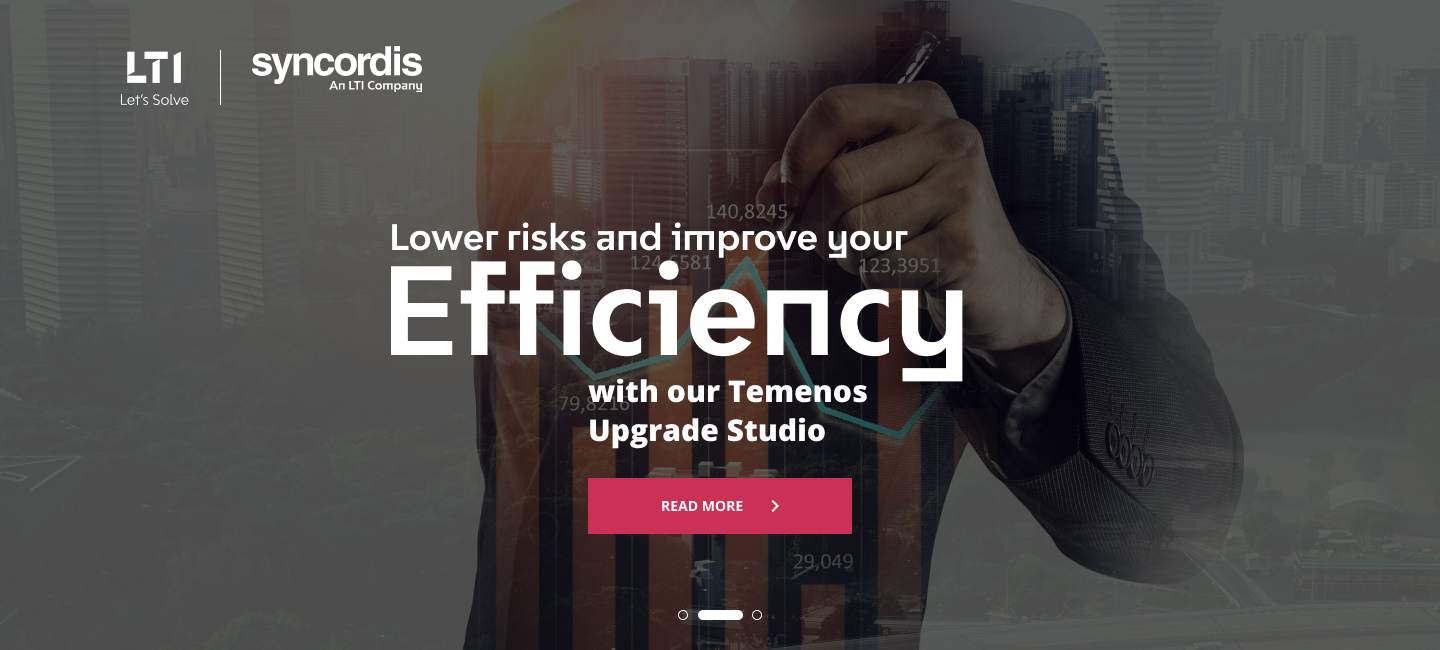 LTI
Let's Solve
syncordis
An LTI Company
140,8245
Lower risks and improve your
124,6581
123,3951
Efficiency
with our Temenos
79,8216
Upgrade Studio
READ MORE
29,049